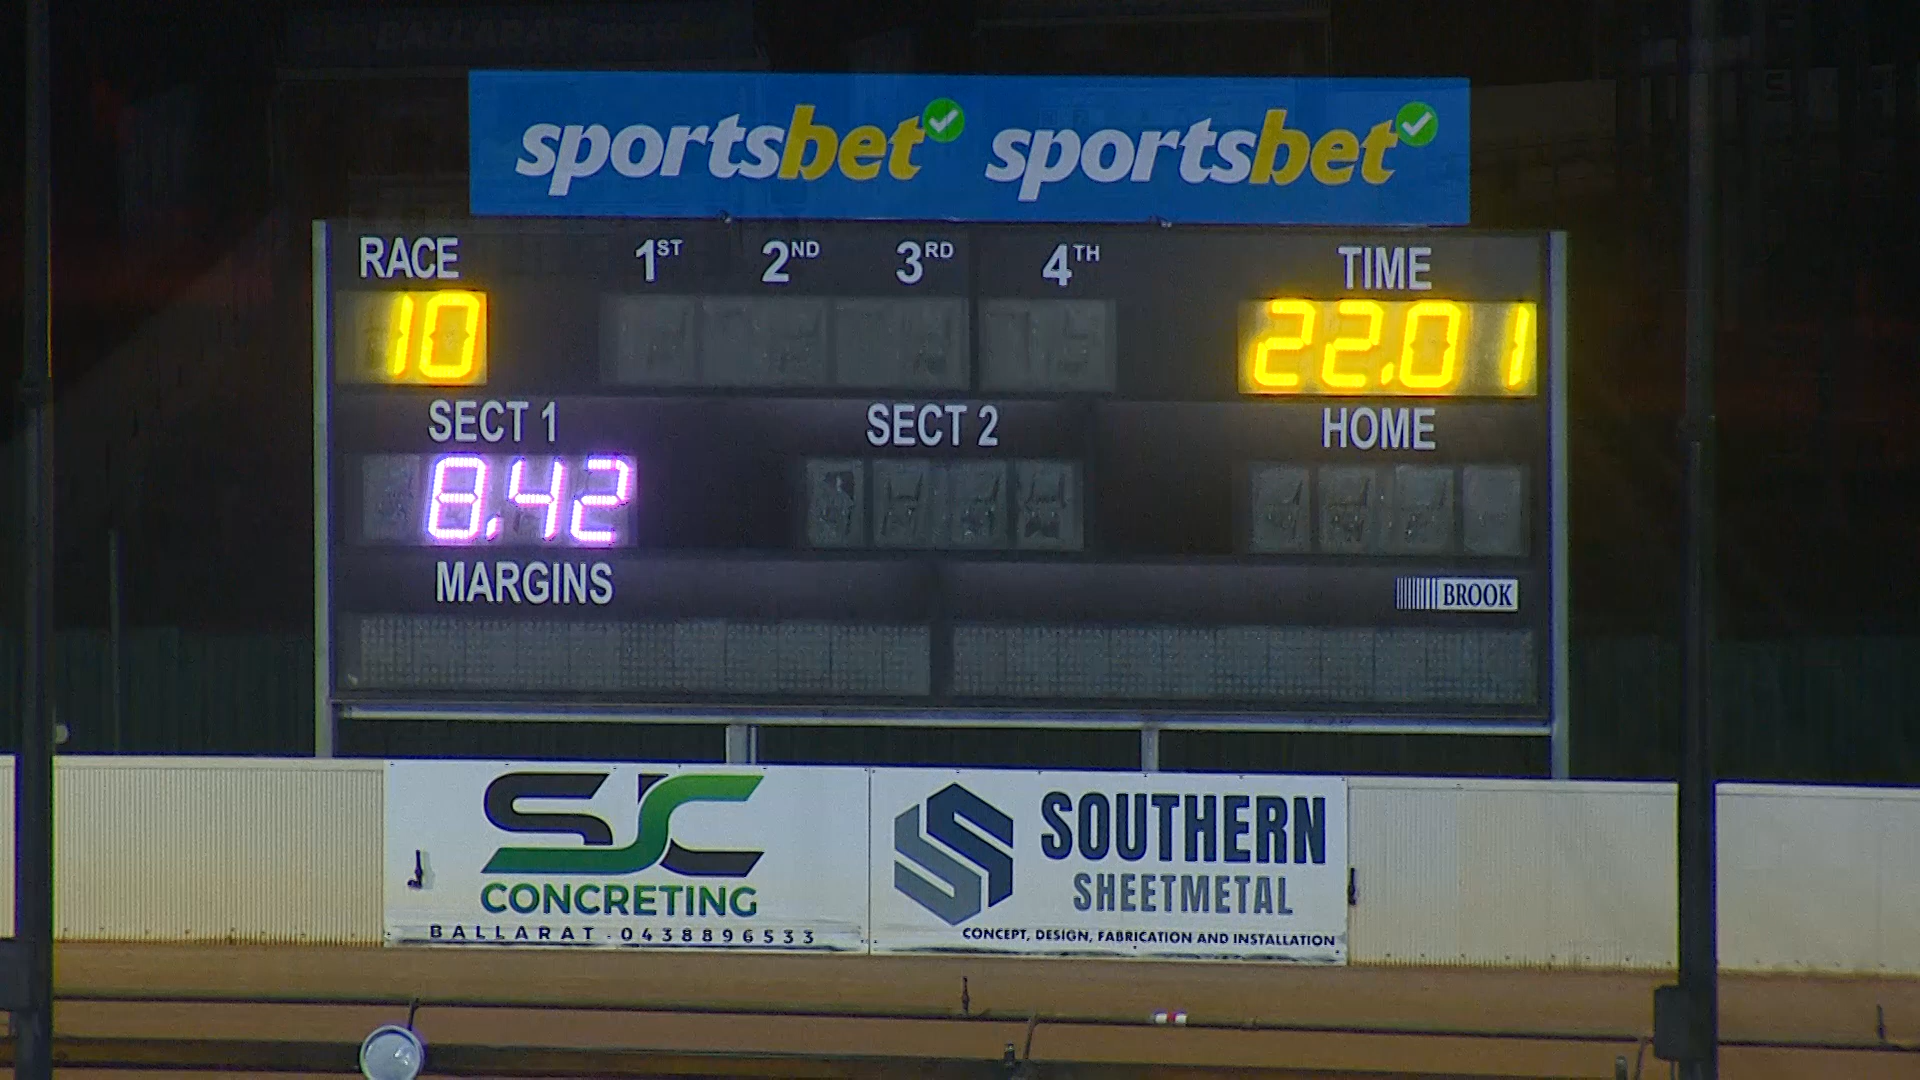 sportsbet sportsbet
RACE 1ST 2ND 3RD 4TH TIME
10 22.01
SECT 1 SECT 2 HOME
8.42
MARGINS
BROOK
SC
CONCRETING
BALLARAT . 0438896533
SOUTHERN
SHEETMETAL
CONCEPT, DESIGN, FABRICATION AND INSTALLATION